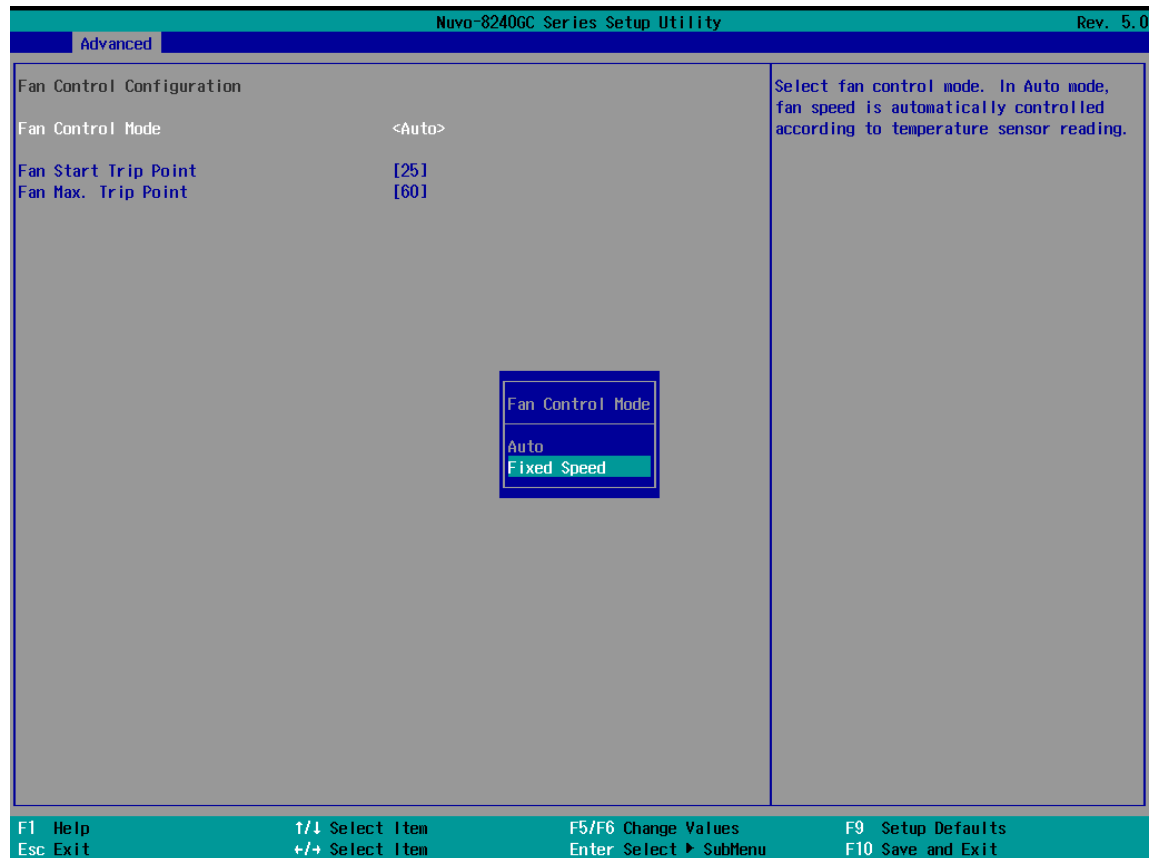 Nuvo-8240GC Series Setup Utility Rev. 5.0
Advanced
Fan Control Configuration
Fan Control Mode <Auto>
Fan Start Trip Point [25]
Fan Max. Trip Point [60]
Select fan control mode. In Auto mode,
fan speed is automatically controlled
according to temperature sensor reading.
Fan Control Mode
Auto
Fixed Speed
F1 Help ↑/↓ Select Item F5/F6 Change Values F9 Setup Defaults
Esc Exit ←/→ Select Item Enter Select ▶ SubMenu F10 Save and Exit